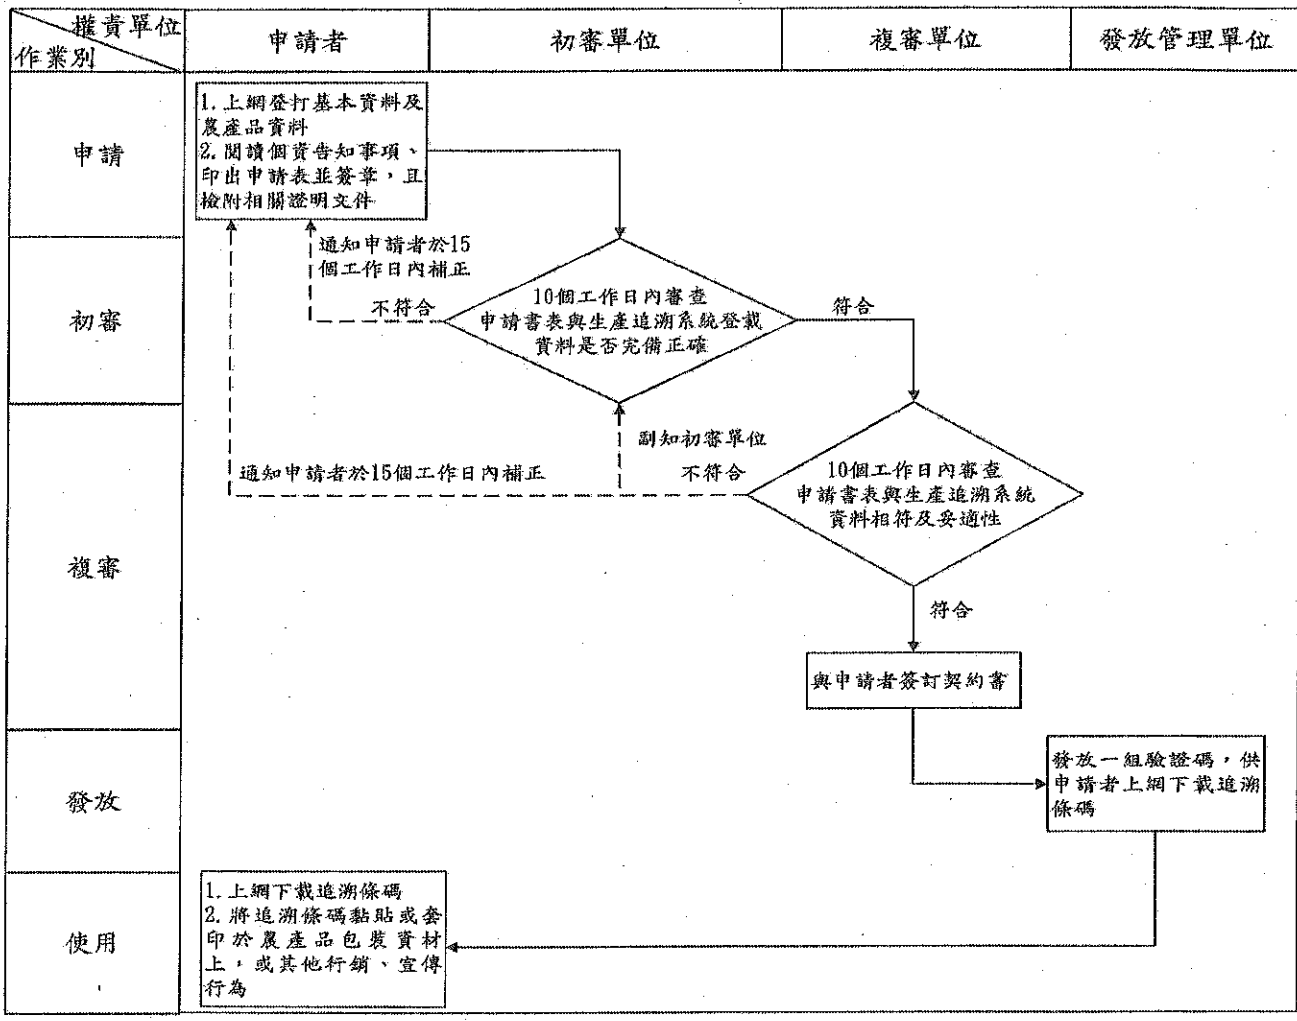 權責單位
作業別
申請者
初審單位
複審單位
發放管理單位
申請
1. 上網登打基本資料及
農產品資料
2. 閱讀個資告知事項、
印出申請表並簽章，且
檢附相關證明文件
初審
通知申請者於15
個工作日內補正
不符合
10個工作日內審查
申請書表與生產追溯系統登載
資料是否完備正確
符合
複審
副知初審單位
通知申請者於15個工作日內補正
不符合
10個工作日內審查
申請書表與生產追溯系統
資料相符及妥適性
符合
與申請者簽訂契約書
發放
發放一組驗證碼，供
申請者上網下載追溯
條碼
使用
1. 上網下載追溯條碼
2. 將追溯條碼黏貼或套
印於農產品包裝資材
上，或其他行銷、宣傳
行為